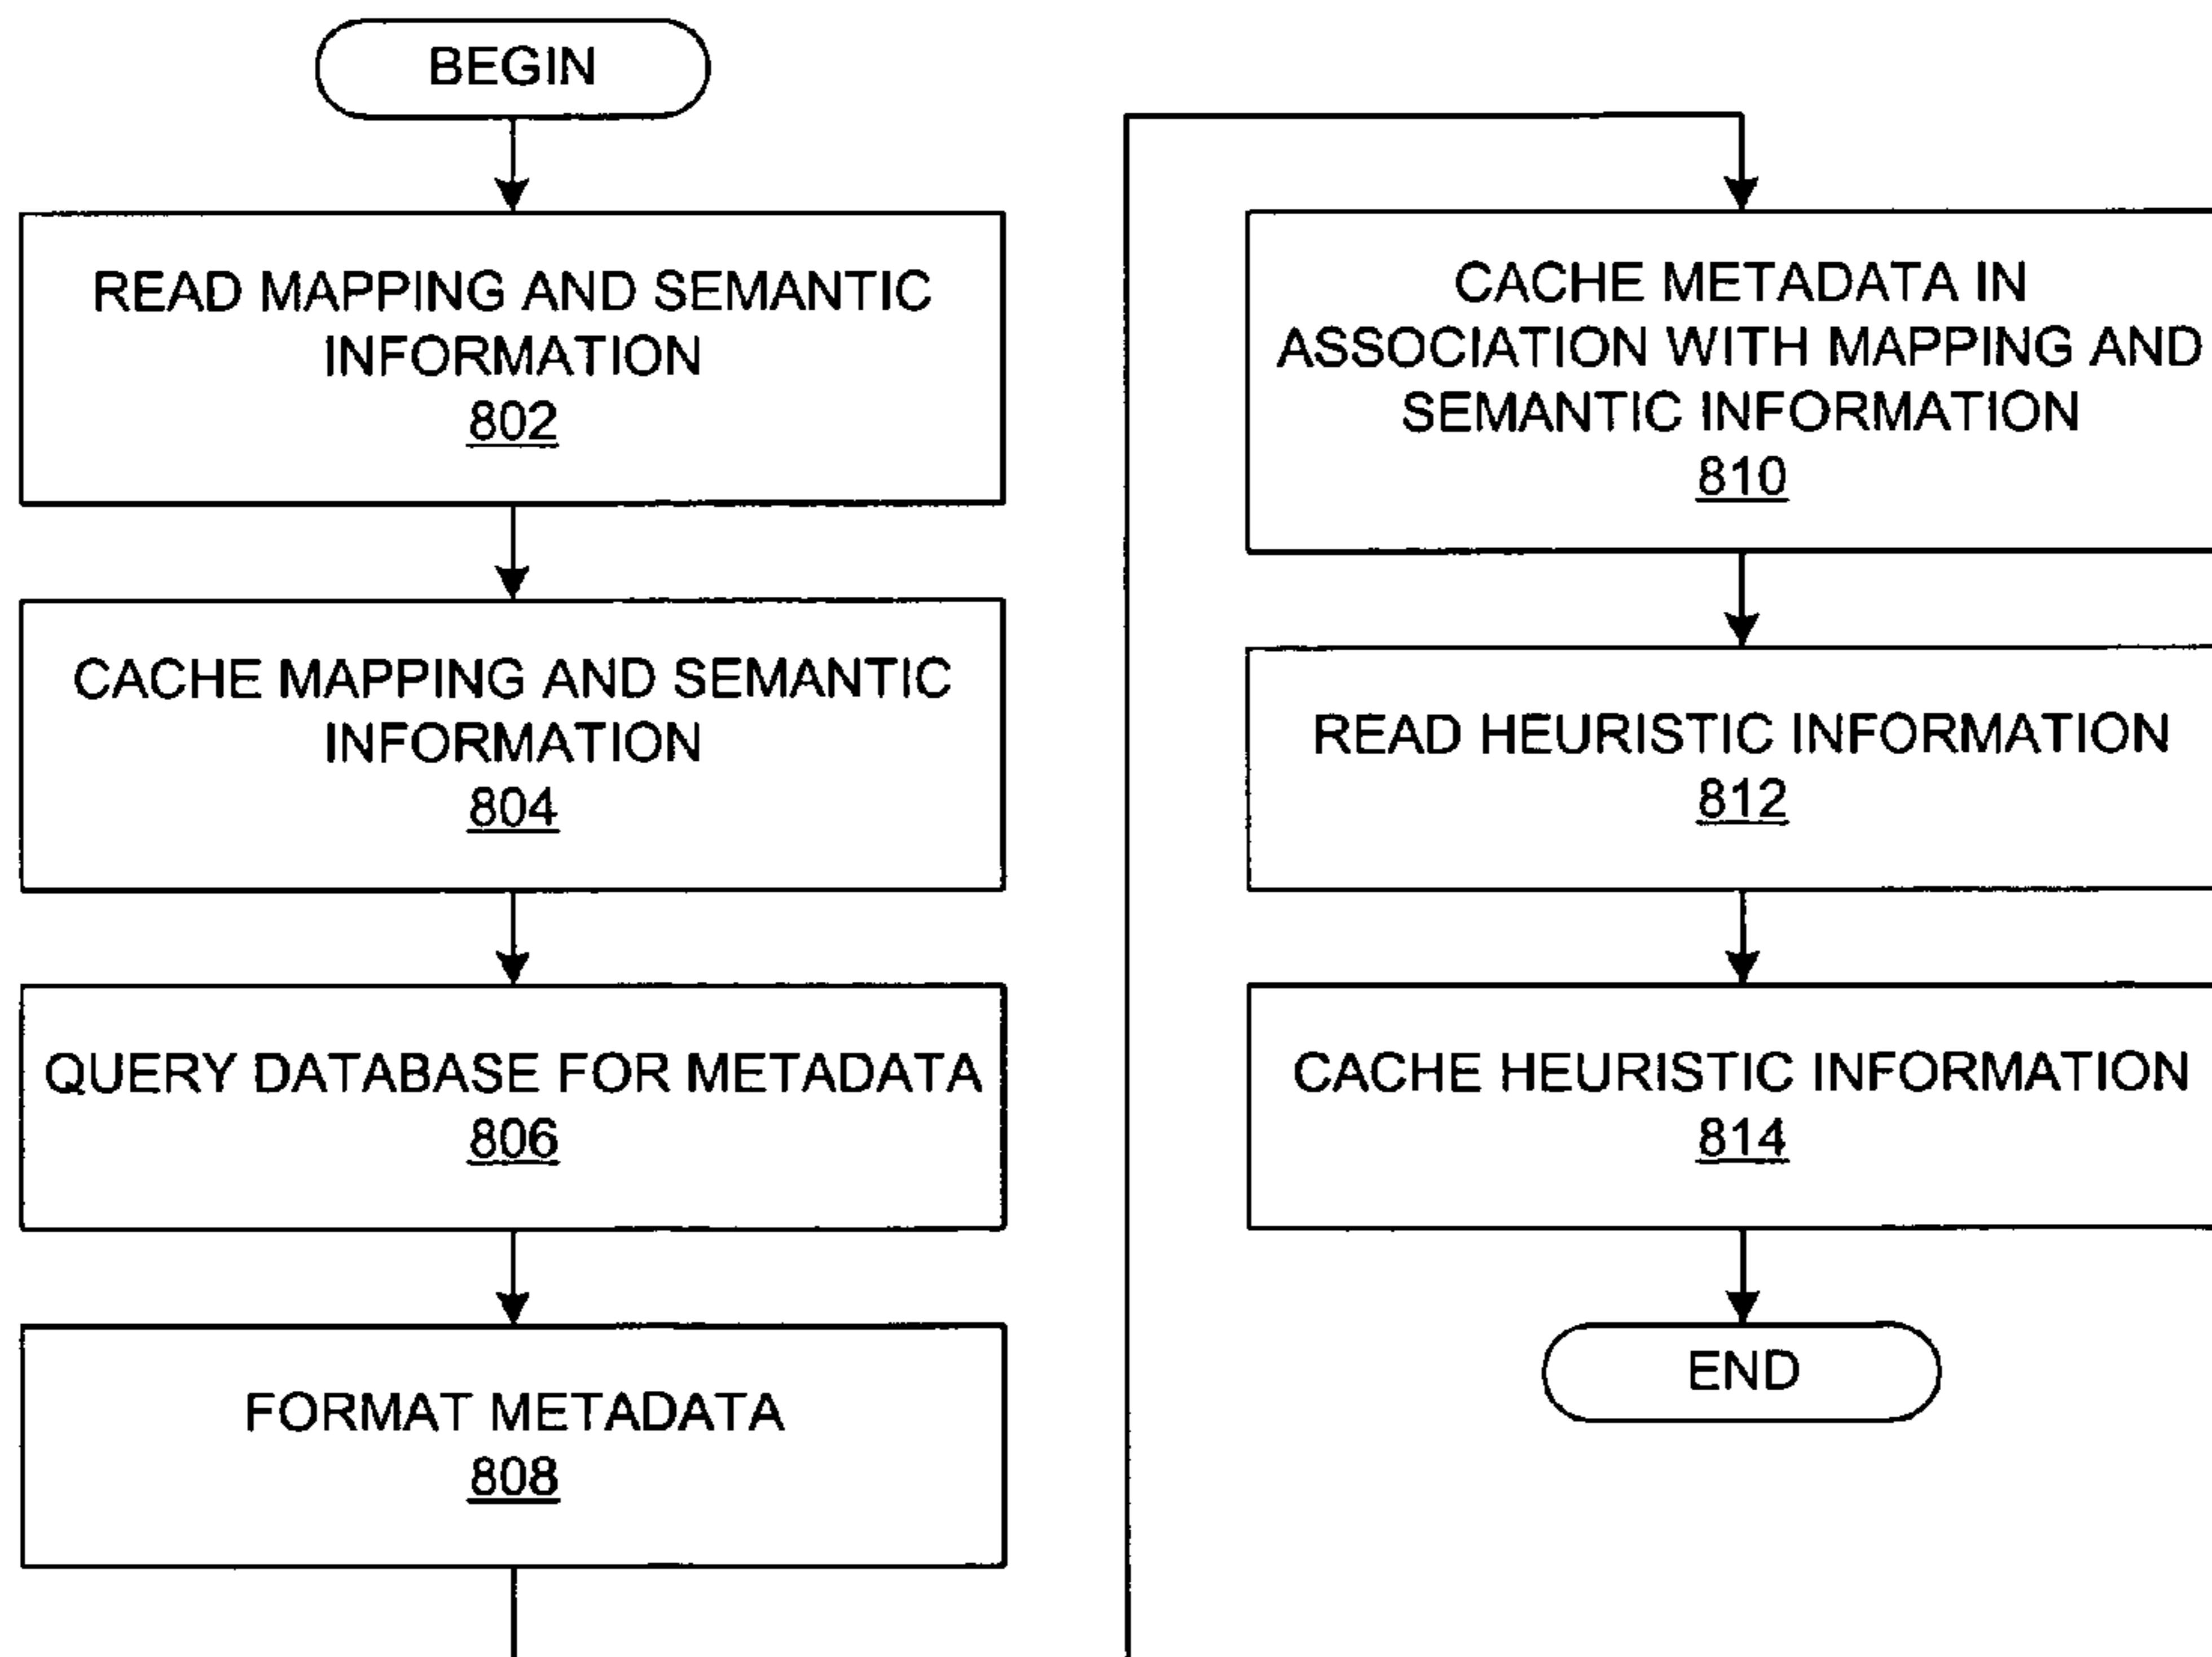 BEGIN
READ MAPPING AND SEMANTIC
INFORMATION
802
CACHE MAPPING AND SEMANTIC
INFORMATION
804
QUERY DATABASE FOR METADATA
806
FORMAT METADATA
808
CACHE METADATA IN
ASSOCIATION WITH MAPPING AND
SEMANTIC INFORMATION
810
READ HEURISTIC INFORMATION
812
CACHE HEURISTIC INFORMATION
814
END